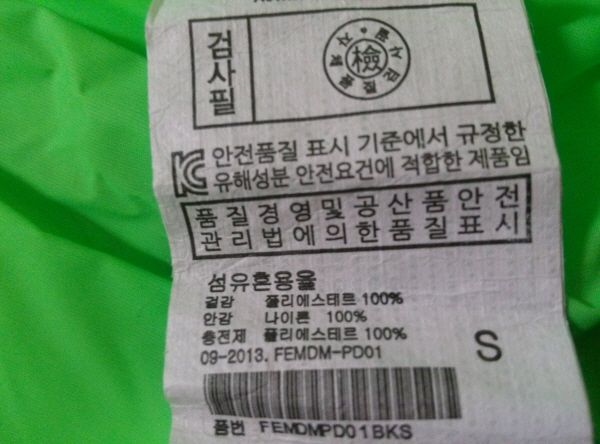 검사필
檢
안전품질 표시 기준에서 규정한
유해성분 안전요건에 적합한 제품임
품질경영및공산품안전
관리법에의한품질표시
섬유혼용율
겉감 폴리에스테르 100%
안감 나이론 100%
충전제 폴리에스테르 100%
09-2013. FEMDM-PD01
S
품번 FEMDMPD01BKS